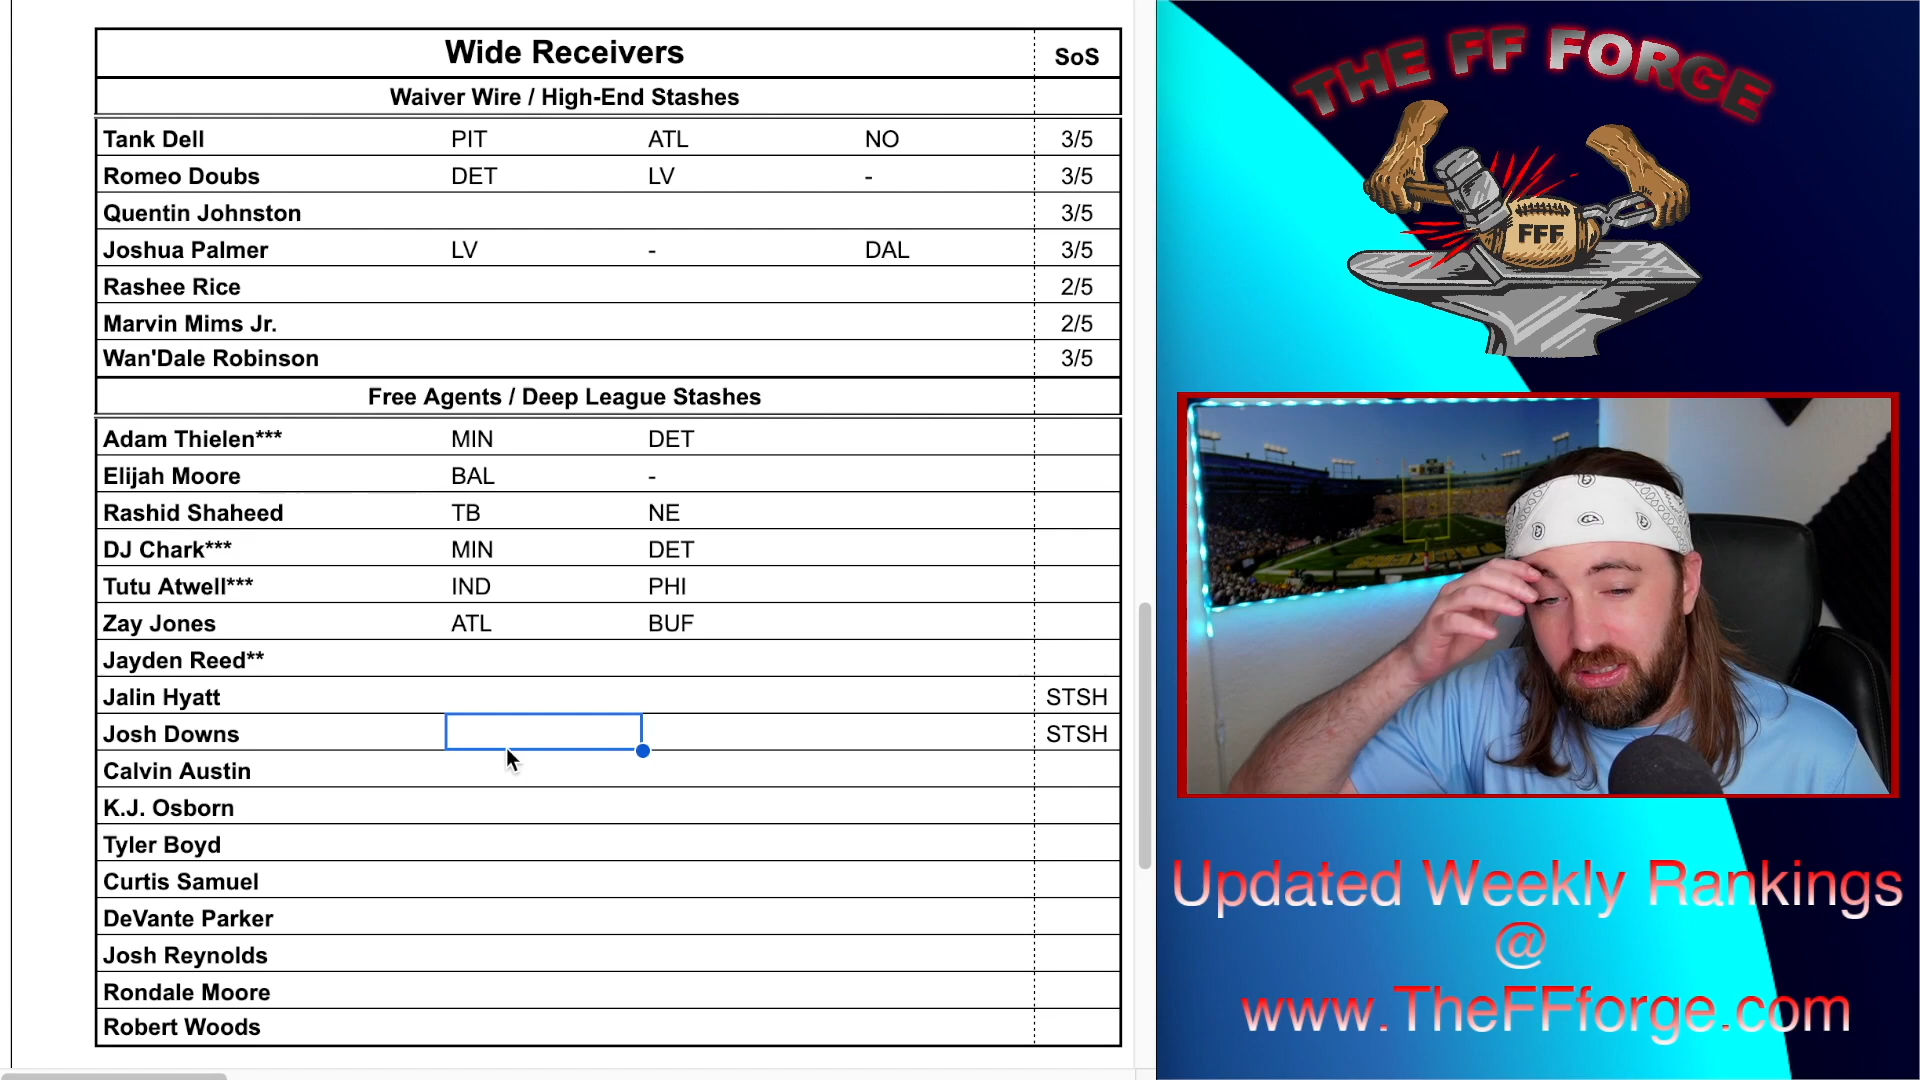 Wide Receivers SoS
Waiver Wire / High-End Stashes
Tank Dell PIT ATL NO 3/5
Romeo Doubs DET LV - 3/5
Quentin Johnston 3/5
Joshua Palmer LV - DAL 3/5
Rashee Rice 2/5
Marvin Mims Jr. 2/5
Wan'Dale Robinson 3/5
Free Agents / Deep League Stashes
Adam Thielen*** MIN DET
Elijah Moore BAL -
Rashid Shaheed TB NE
DJ Chark*** MIN DET
Tutu Atwell*** IND PHI
Zay Jones ATL BUF
Jayden Reed**
Jalin Hyatt STSH
Josh Downs STSH
Calvin Austin
K.J. Osborn
Tyler Boyd
Curtis Samuel
DeVante Parker
Josh Reynolds
Rondale Moore
Robert Woods
THE FF FORGE
FFF
Updated Weekly Rankings
@
www.TheFFforge.com